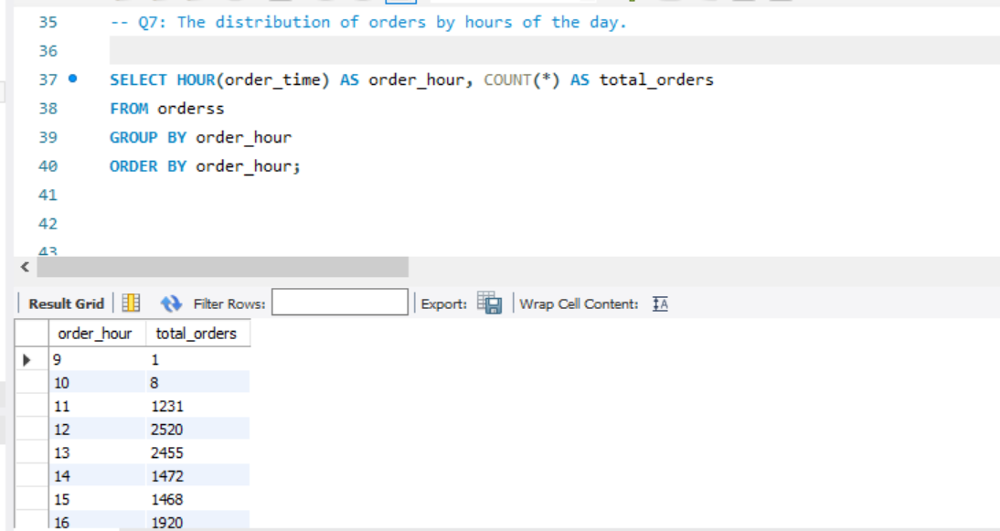 35 -- Q7: The distribution of orders by hours of the day.
36
37 SELECT HOUR(order_time) AS order_hour, COUNT(*) AS total_orders
38 FROM orderss
39 GROUP BY order_hour
40 ORDER BY order_hour;
41
42
43
Result Grid Filter Rows: Export: Wrap Cell Content: IA
order_hour total_orders
9 1
10 8
11 1231
12 2520
13 2455
14 1472
15 1468
16 1920